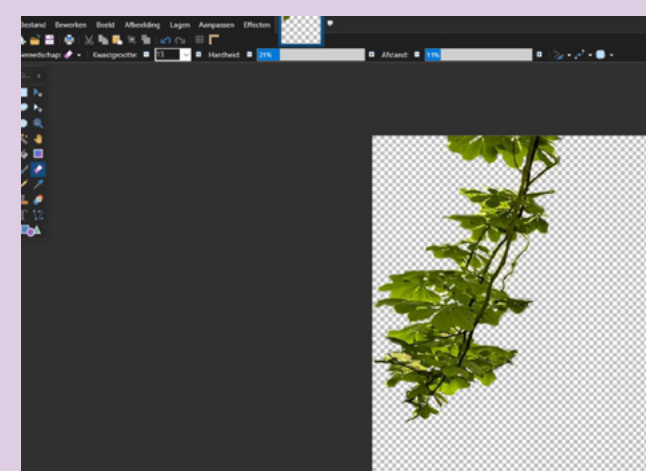 Bestand Bewerken Beeld Afbeelding Lagen Aanpassen Effecten
Kwastgrootte: 13 Hardheid: 21% Afstand: 11%